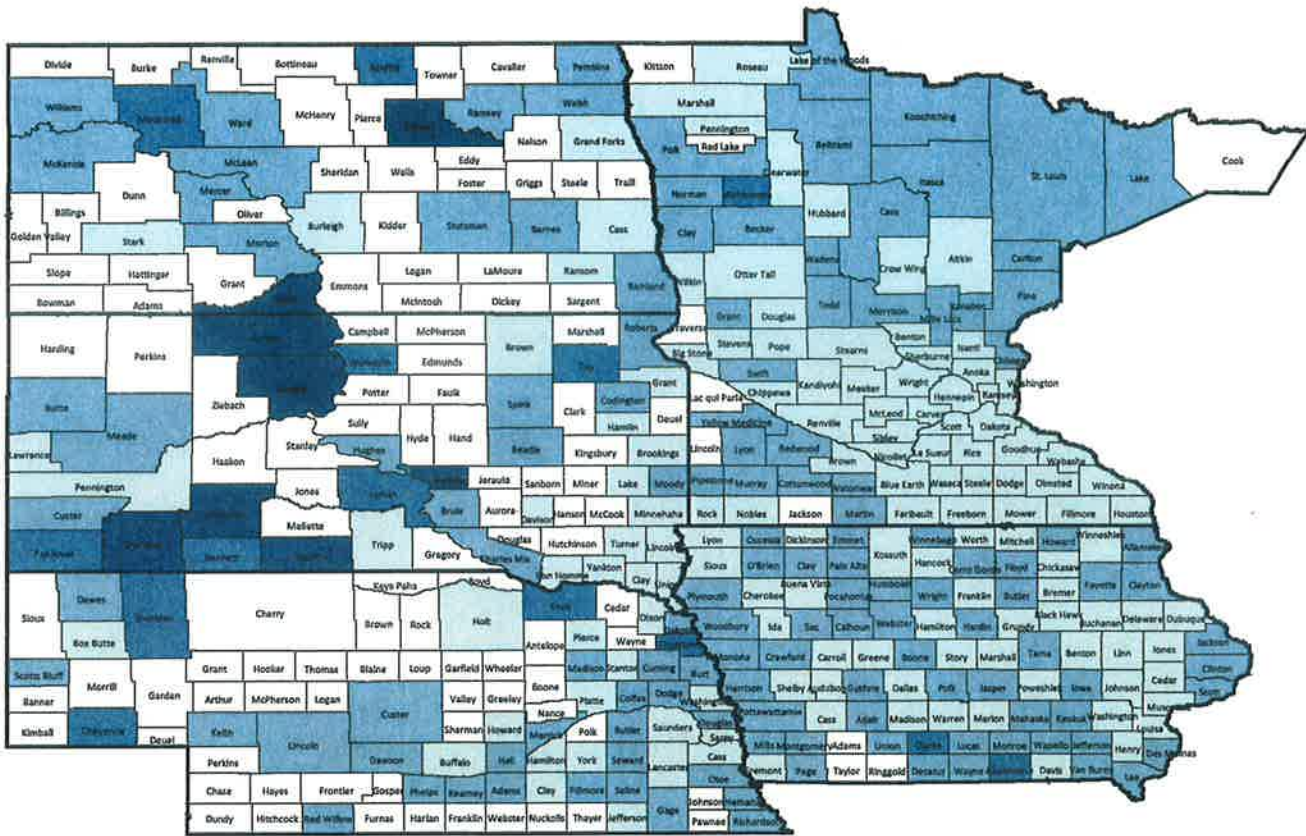 Divide
Burke
Renville
Bottineau
Rolette
Towner
Cavalier
Pembina
Kittson
Roseau
Lake of the Woods
Williams
Mountrail
Ward
McHenry
Pierce
Ramsey
Walsh
Marshall
Pennington
Red Lake
Polk
Beltrami
Koochiching
Cook
Lake
St. Louis
Itasca
McKenzie
McLean
Sheridan
Wells
Eddy
Foster
Nelson
Grand Forks
Griggs
Steele
Traill
Norman
Clearwater
Dunn
Mercer
Oliver
Billings
Golden Valley
Stark
Morton
Burleigh
Kidder
Stutsman
Barnes
Cass
Clay
Becker
Hubbard
Cass
Wadena
Crow Wing
Aitkin
Carlton
Slope
Hettinger
Grant
Emmons
Logan
LaMoure
Ransom
Richland
Wilkin
Otter Tail
Todd
Morrison
Mille Lacs
Kanabec
Pine
Bowman
Adams
McIntosh
Dickey
Sargent
Harding
Perkins
Campbell
McPherson
Brown
Marshall
Roberts
Traverse
Grant
Douglas
Stevens
Pope
Stearns
Benton
Sherburne
Isanti
Anoka
Washington
Walworth
Edmunds
Day
Big Stone
Swift
Kandiyohi
Meeker
Wright
Hennepin
Ramsey
Butte
Meade
Ziebach
Potter
Faulk
Spink
Clark
Codington
Grant
Hamlin
Deuel
Lac qui Parle
Chippewa
Renville
McLeod
Carver
Scott
Dakota
Sibley
Yellow Medicine
Sully
Hyde
Hand
Lawrence
Haakon
Stanley
Hughes
Beadle
Kingsbury
Brookings
Lincoln
Lyon
Redwood
Brown
Nicollet
Le Sueur
Rice
Goodhue
Wabasha
Pennington
Jones
Lyman
Jerauld
Sanborn
Miner
Lake
Moody
Pipestone
Murray
Cottonwood
Watonwan
Blue Earth
Waseca
Steele
Dodge
Olmsted
Winona
Custer
Mellette
Brule
Aurora
Davison
Hanson
McCook
Minnehaha
Rock
Nobles
Jackson
Martin
Faribault
Freeborn
Mower
Fillmore
Houston
Fall River
Bennett
Tripp
Gregory
Charles Mix
Douglas
Hutchinson
Turner
Lincoln
Yankton
Clay
Union
Lyon
Osceola
Dickinson
Emmet
Kossuth
Winnebago
Worth
Mitchell
Howard
Winneshiek
Allamakee
Sioux
O'Brien
Clay
Palo Alto
Hancock
Cerro Gordo
Floyd
Chickasaw
Fayette
Clayton
Plymouth
Cherokee
Buena Vista
Pocahontas
Humboldt
Wright
Franklin
Butler
Bremer
Black Hawk
Buchanan
Delaware
Dubuque
Woodbury
Ida
Sac
Calhoun
Webster
Hamilton
Hardin
Grundy
Monona
Crawford
Carroll
Greene
Boone
Story
Marshall
Tama
Benton
Linn
Jones
Jackson
Clinton
Cedar
Scott
Harrison
Shelby
Audubon
Guthrie
Dallas
Polk
Jasper
Poweshiek
Iowa
Johnson
Pottawattamie
Cass
Adair
Madison
Warren
Marion
Mahaska
Keokuk
Washington
Louisa
Mills
Montgomery
Adams
Union
Clarke
Lucas
Monroe
Wapello
Jefferson
Henry
Des Moines
Page
Taylor
Ringgold
Decatur
Wayne
Davis
Van Buren
Lee
Sioux
Dawes
Sheridan
Box Butte
Cherry
Keya Paha
Boyd
Brown
Rock
Holt
Knox
Cedar
Dixon
Antelope
Pierce
Wayne
Scotts Bluff
Morrill
Garden
Grant
Hooker
Thomas
Blaine
Loup
Garfield
Wheeler
Madison
Stanton
Cuming
Burt
Banner
Arthur
McPherson
Logan
Custer
Valley
Greeley
Boone
Nance
Platte
Colfax
Dodge
Washington
Kimball
Cheyenne
Deuel
Keith
Lincoln
Sherman
Howard
Merrick
Polk
Butler
Saunders
Douglas
Sarpy
Perkins
Dawson
Buffalo
Hall
Hamilton
York
Seward
Lancaster
Cass
Otoe
Chase
Hayes
Frontier
Gosper
Phelps
Kearney
Adams
Clay
Fillmore
Saline
Gage
Johnson
Nemaha
Dundy
Hitchcock
Red Willow
Furnas
Harlan
Franklin
Webster
Nuckolls
Thayer
Jefferson
Pawnee
Richardson